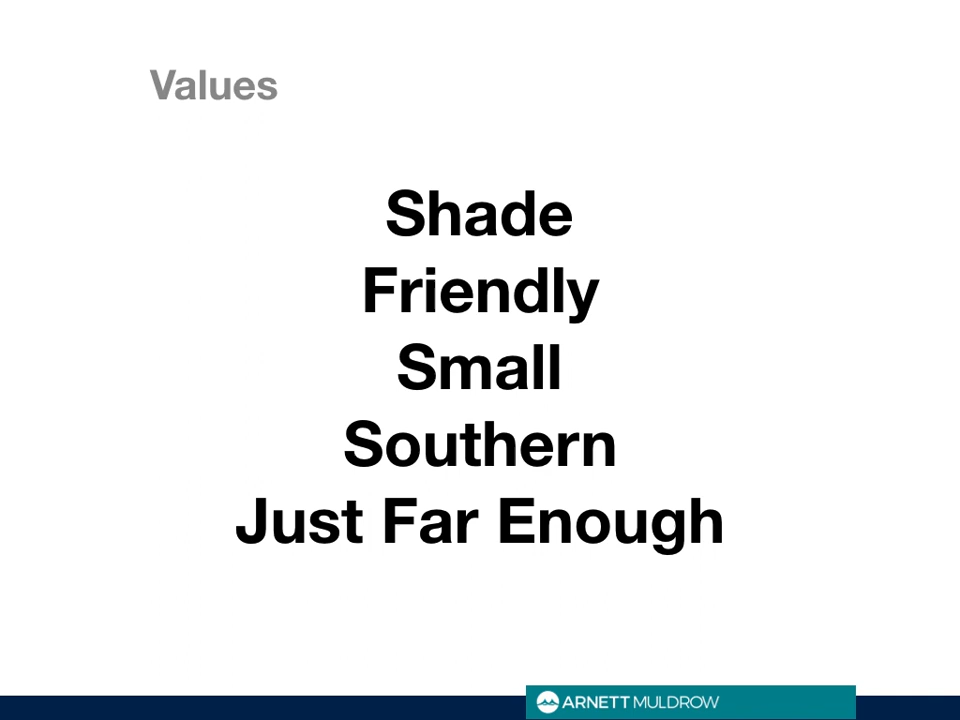 Values
Shade
Friendly
Small
Southern
Just Far Enough
ARNETT MULDROW